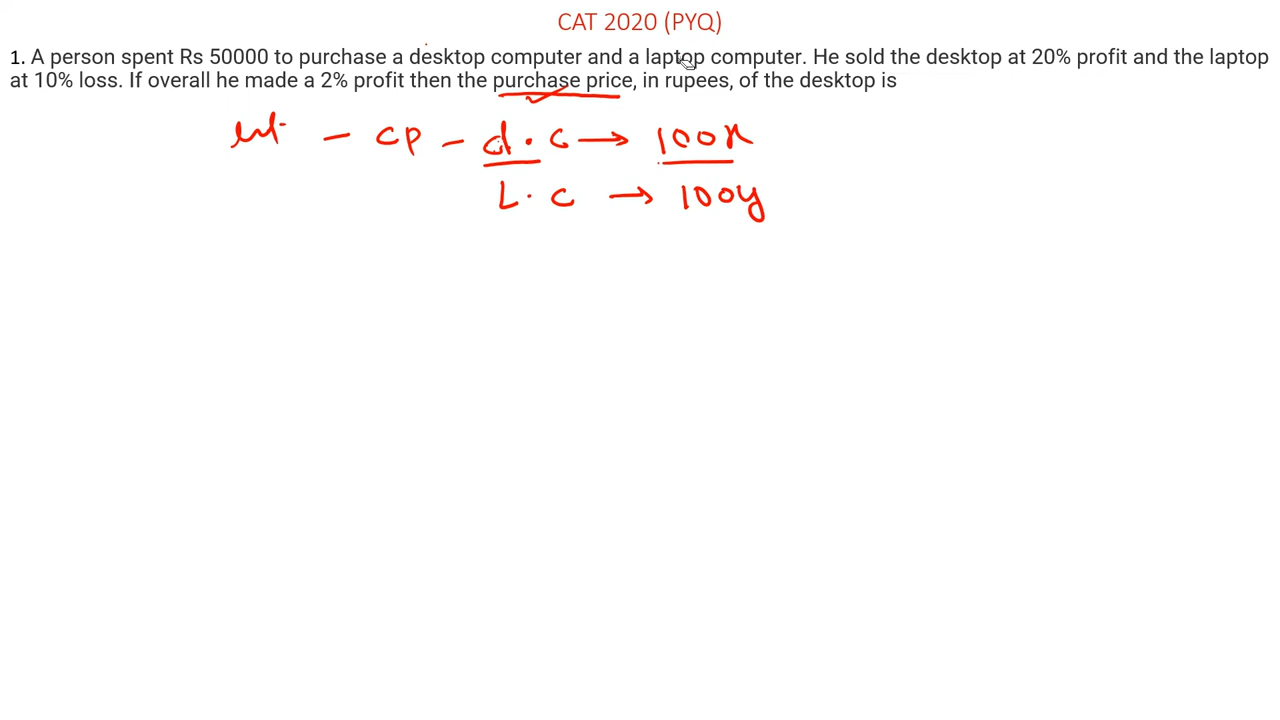 CAT 2020 (PYQ)
1. A person spent Rs 50000 to purchase a desktop computer and a laptop computer. He sold the desktop at 20% profit and the laptop
at 10% loss. If overall he made a 2% profit then the purchase price, in rupees, of the desktop is
let - CP - d.c → 100x
L.C → 100y